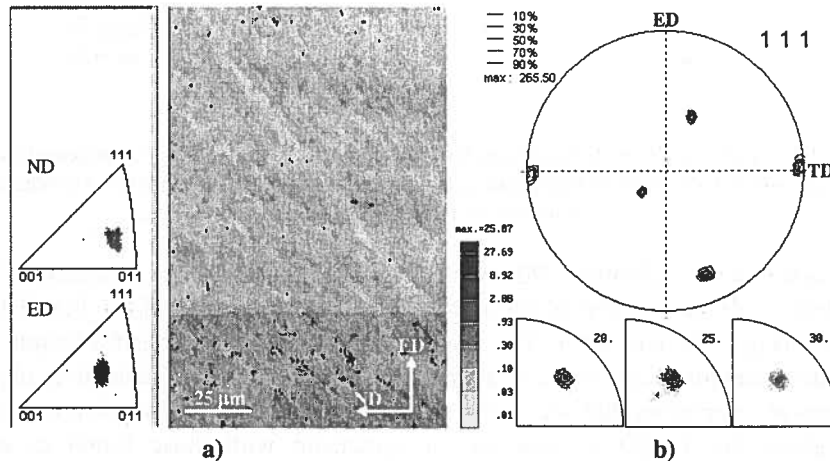 ND
111
001
011
ED
111
001
011
25 µm
ED
ND
a)
10%
30%
50%
70%
90%
max: 265.50
ED
1 1 1
TD
max.=25.87
27.69
8.92
2.88
.93
.30
.10
.03
.01
20.
25.
30.
b)